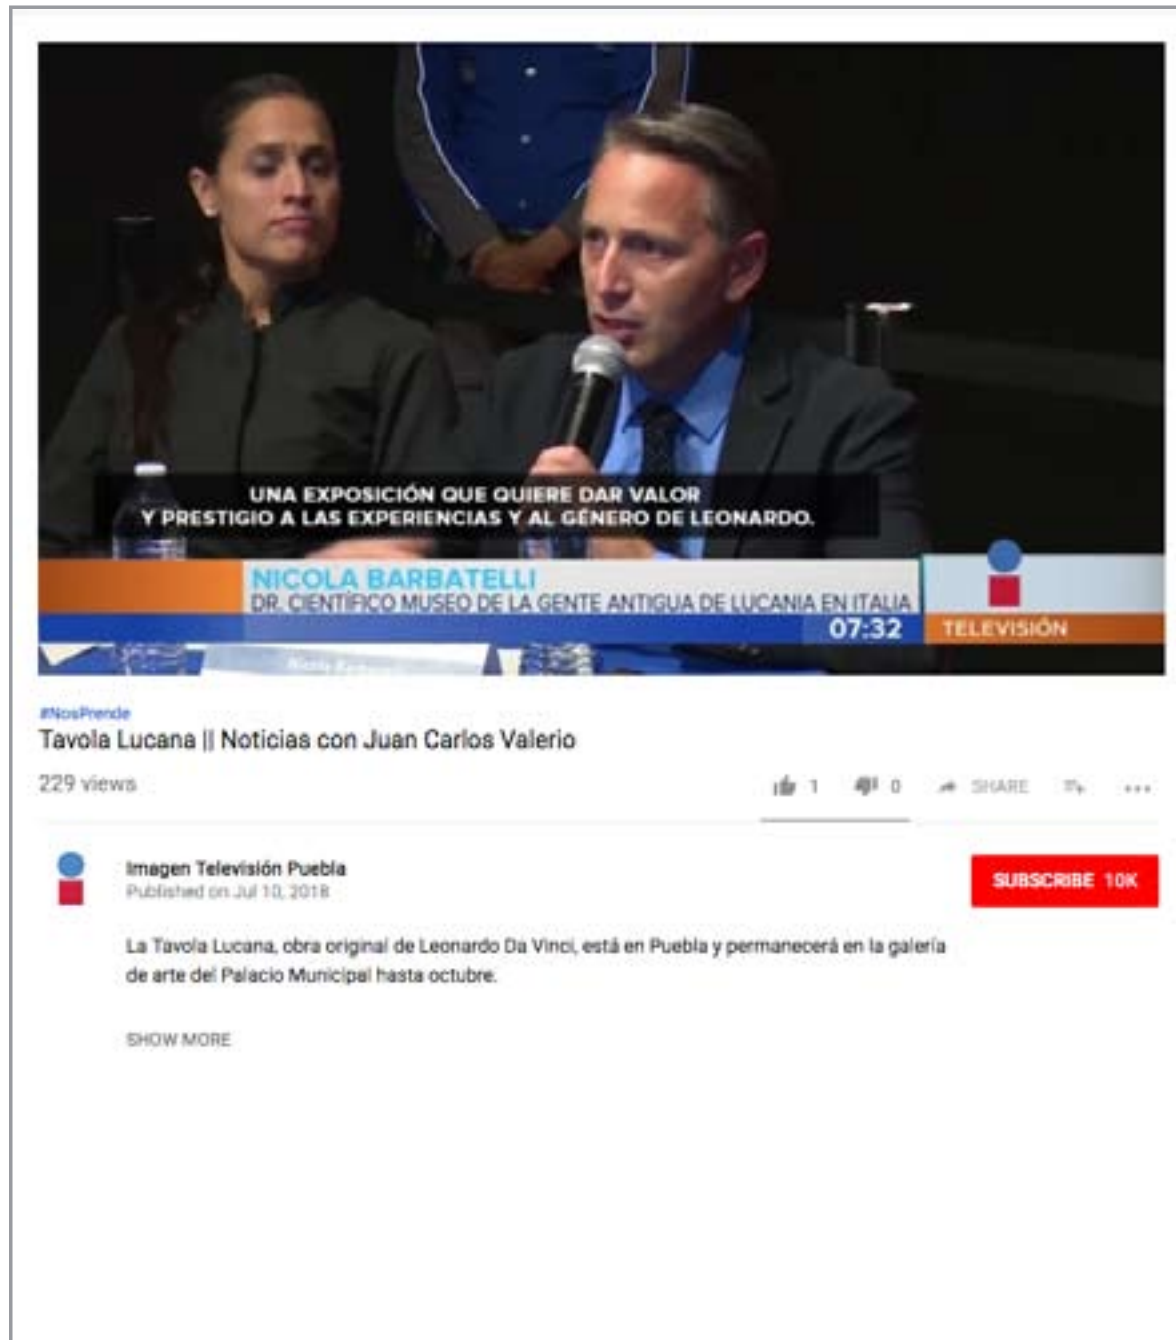 UNA EXPOSICIÓN QUE QUIERE DAR VALOR
Y PRESTIGIO A LAS EXPERIENCIAS Y AL GÉNERO DE LEONARDO.
NICOLA BARBATELLI
DR. CIENTÍFICO MUSEO DE LA GENTE ANTIGUA DE LUCANIA EN ITALIA
07:32 TELEVISIÓN
#NosPrende
Tavola Lucana || Noticias con Juan Carlos Valerio
229 views
1 0 SHARE
Imagen Televisión Puebla
Published on Jul 10, 2018
SUBSCRIBE 10K
La Tavola Lucana, obra original de Leonardo Da Vinci, está en Puebla y permanecerá en la galería
de arte del Palacio Municipal hasta octubre.
SHOW MORE